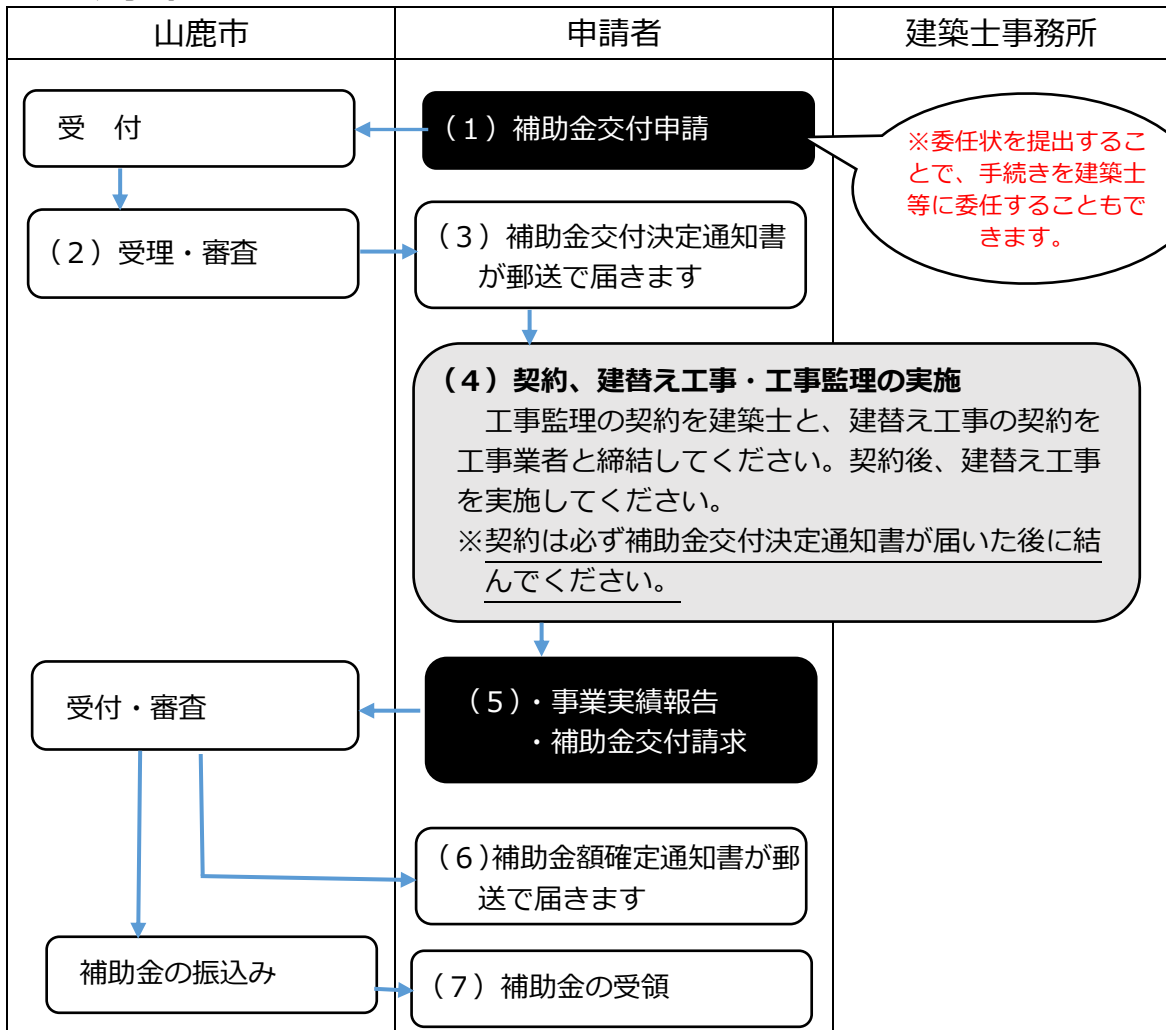 山鹿市
申請者
建築士事務所
受　付
（１）補助金交付申請
※委任状を提出するこ
とで、手続きを建築士
等に委任することもで
きます。
（２）受理・審査
（３）補助金交付決定通知書
が郵送で届きます
（４）契約、建替え工事・工事監理の実施
工事監理の契約を建築士と、建替え工事の契約を
工事業者と締結してください。契約後、建替え工事
を実施してください。
※契約は必ず補助金交付決定通知書が届いた後に結
んでください。
受付・審査
（５）・事業実績報告
・補助金交付請求
（６）補助金額確定通知書が郵
送で届きます
補助金の振込み
（７）補助金の受領